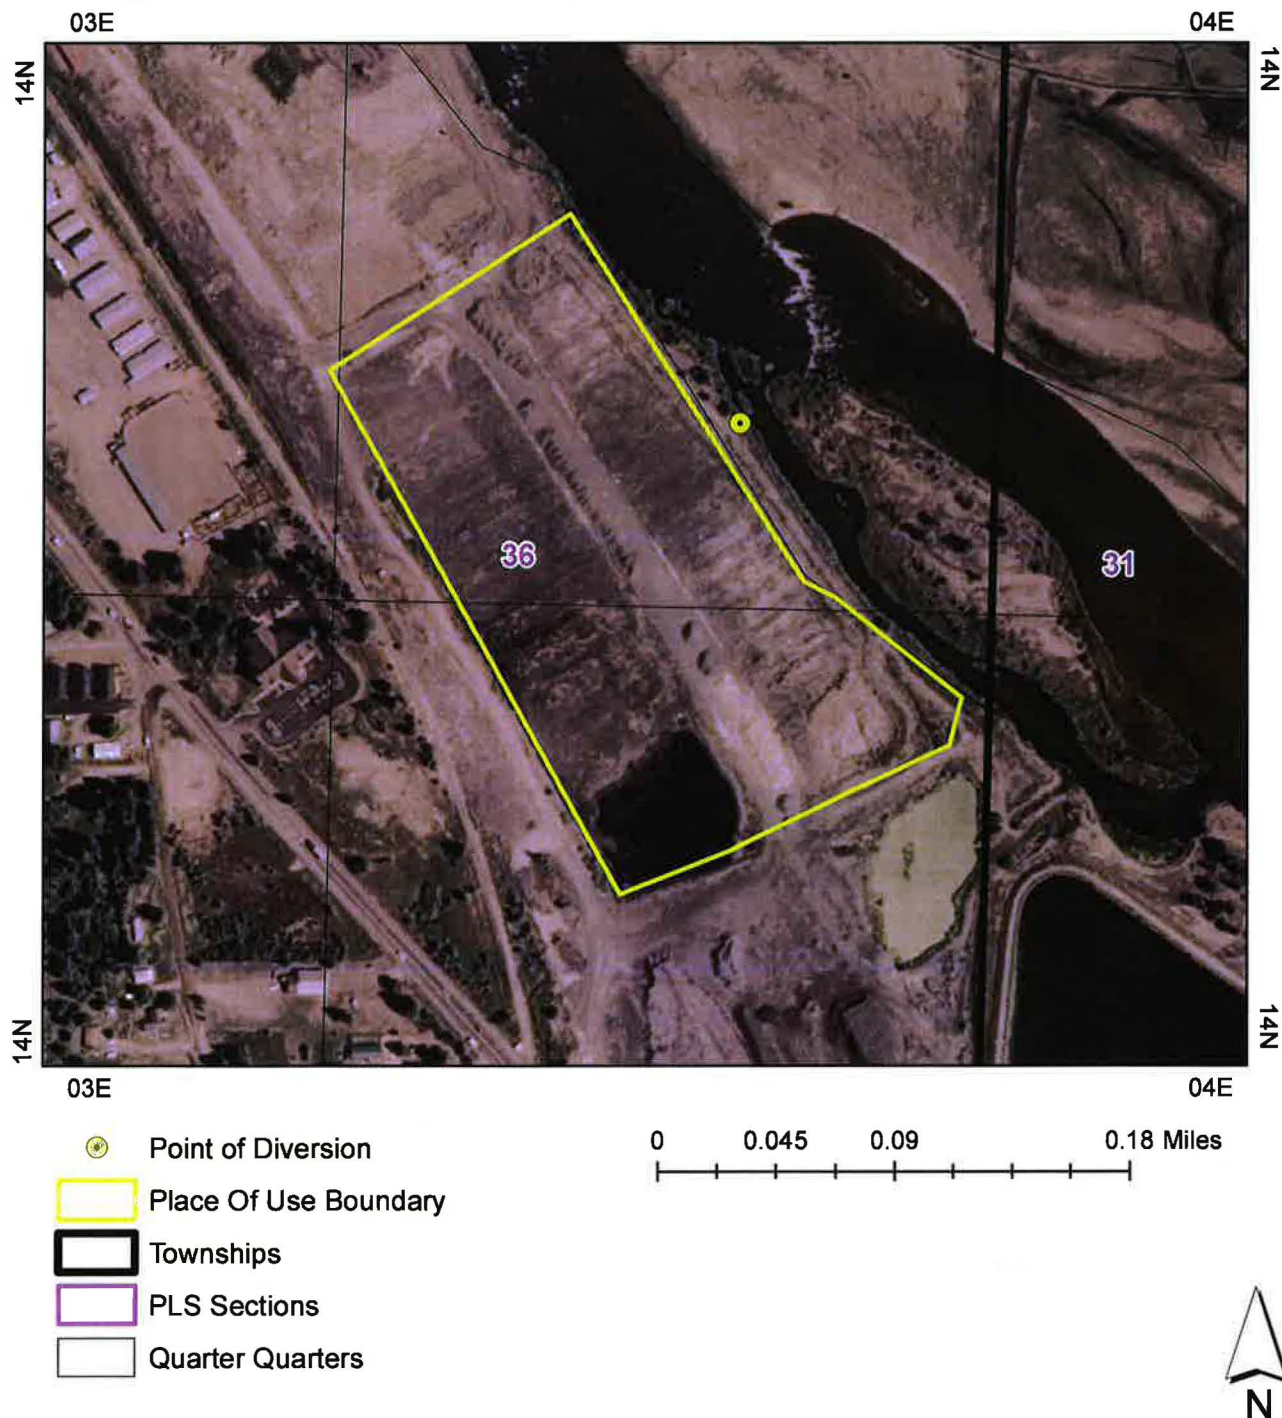 03E 04E
14N 14N
36
31
14N 14N
03E 04E
Point of Diversion
Place Of Use Boundary
Townships
PLS Sections
Quarter Quarters
0 0.045 0.09 0.18 Miles
N